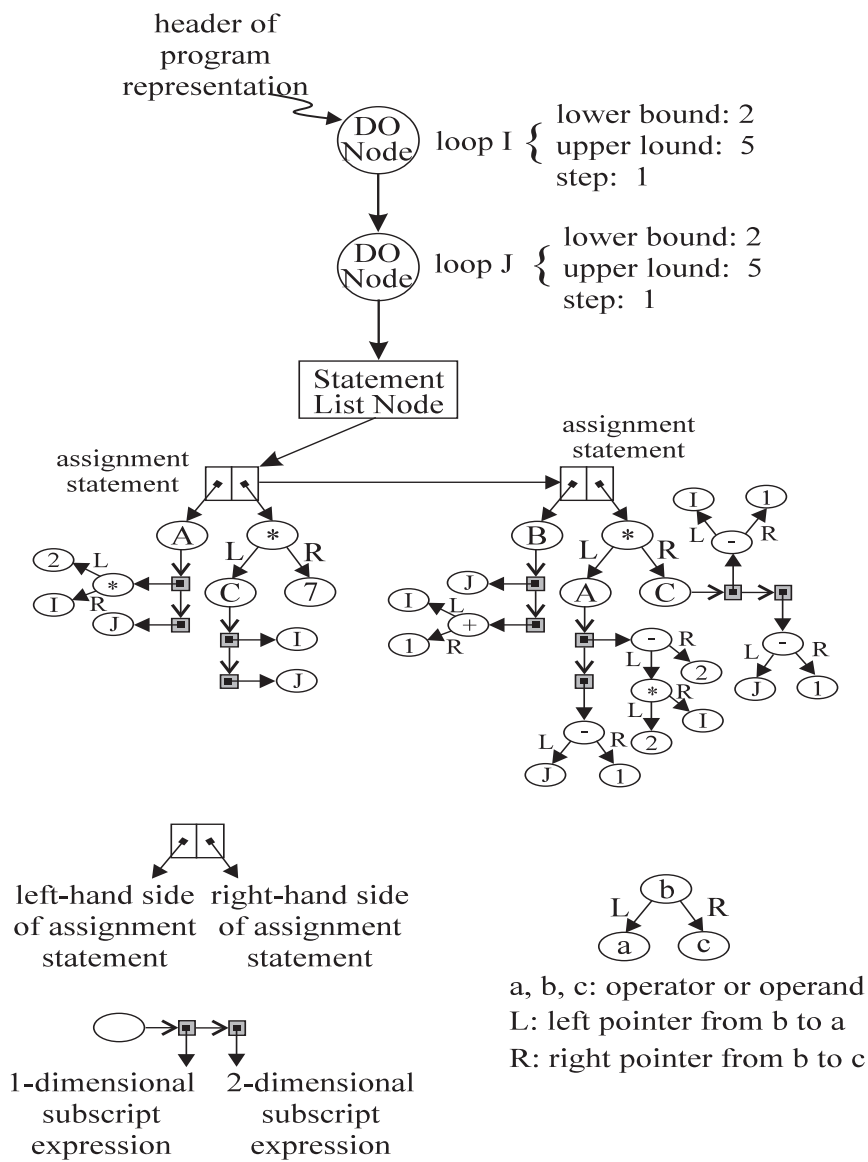 header of
program
representation
DO
Node
loop I { lower bound: 2
upper lound: 5
step: 1
DO
Node
loop J { lower bound: 2
upper lound: 5
step: 1
Statement
List Node
assignment
statement
assignment
statement
A
*
L
R
2
L
*
I
R
J
C
7
I
J
B
*
L
R
J
I
L
+
1
R
A
C
I
1
L
-
R
-
R
L
2
*
R
L
I
2
-
L
R
J
1
-
L
R
J
1
left-hand side
of assignment
statement
right-hand side
of assignment
statement
b
L
R
a
c
a, b, c: operator or operand
L: left pointer from b to a
R: right pointer from b to c
1-dimensional
subscript
expression
2-dimensional
subscript
expression